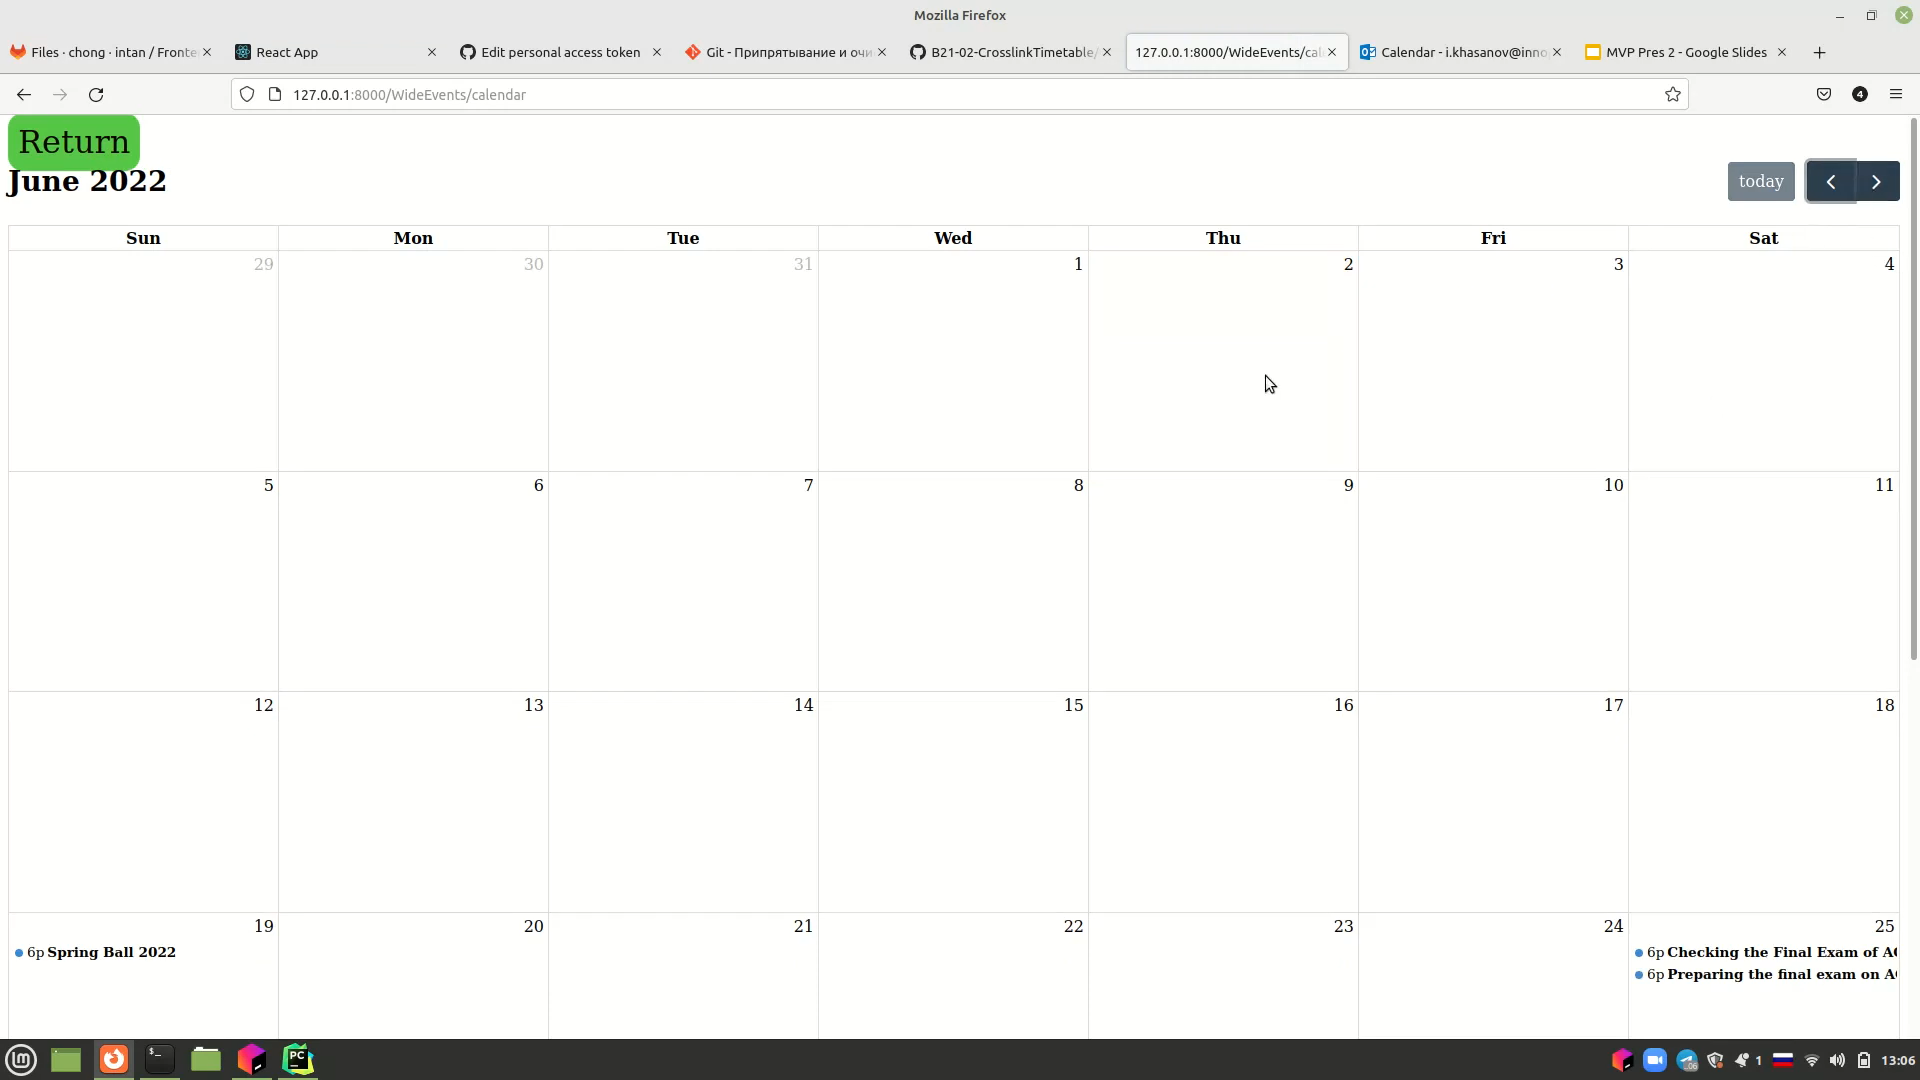 Mozilla Firefox
Files · chong · intan / Fronte
React App
Edit personal access token
Git - Припрятывание и очи
B21-02-CrosslinkTimetable/
127.0.0.1:8000/WideEvents/cal
Calendar - i.khasanov@inno
MVP Pres 2 - Google Slides
127.0.0.1:8000/WideEvents/calendar
4
Return
June 2022
today
Sun Mon Tue Wed Thu Fri Sat
29 30 31 1 2 3 4
5 6 7 8 9 10 11
12 13 14 15 16 17 18
19 20 21 22 23 24 25
6p Spring Ball 2022
6p Checking the Final Exam of A
6p Preparing the final exam on A
PC
1
13:06